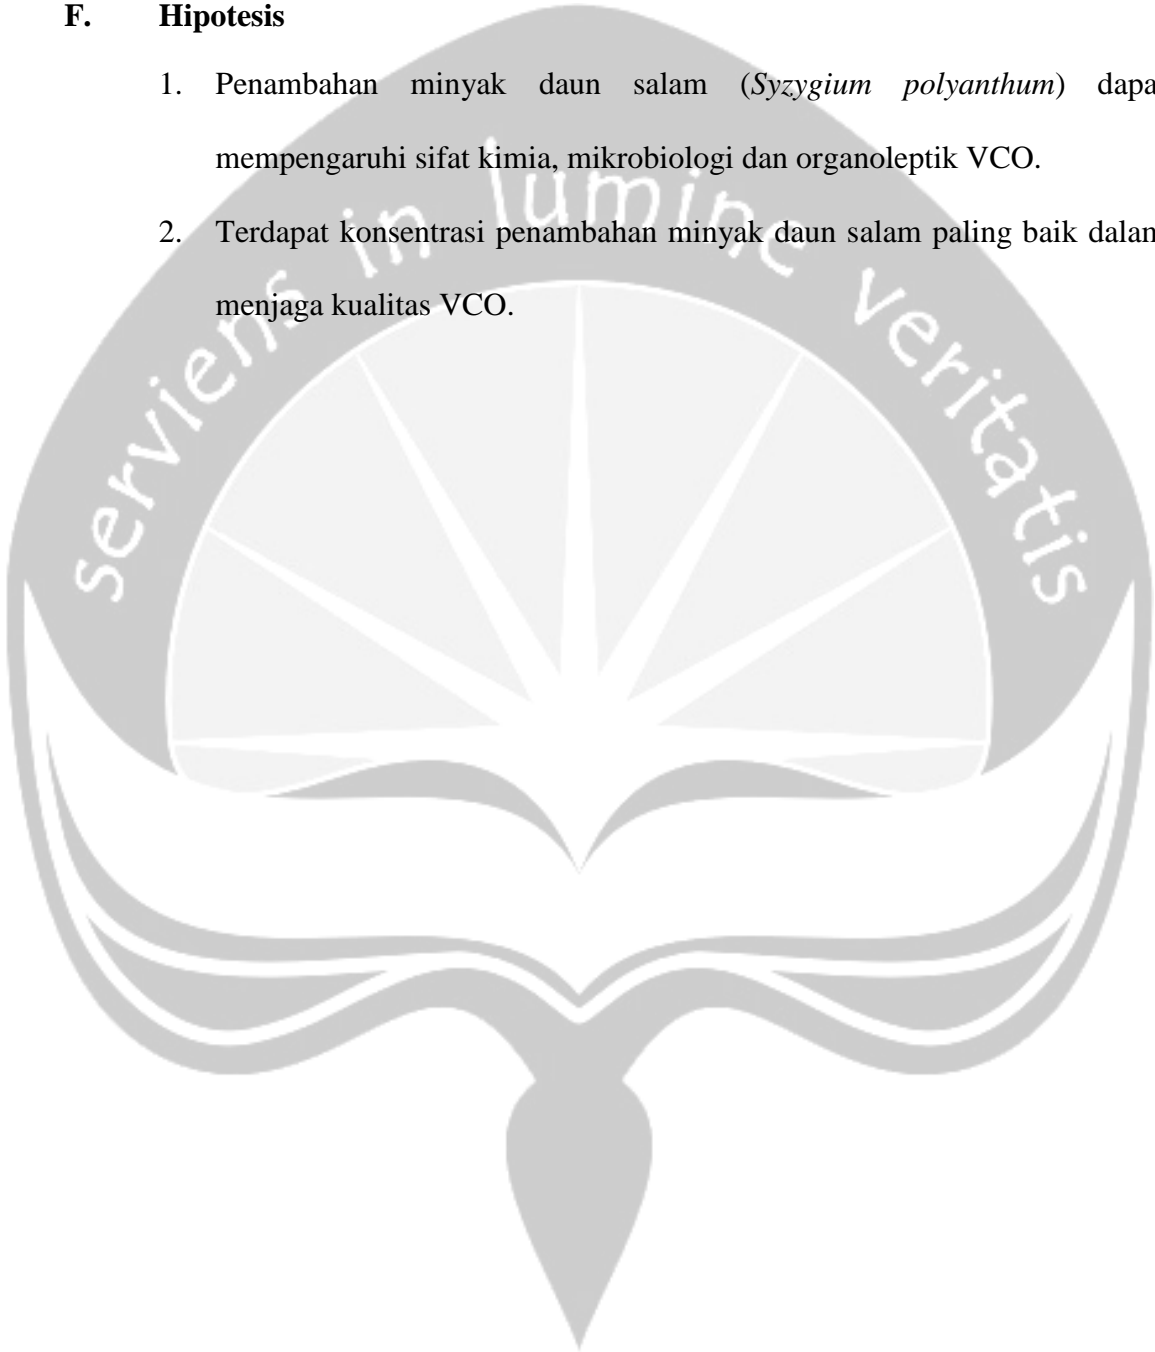 F. Hipotesis
1. Penambahan minyak daun salam (Syzygium polyanthum) dapa
mempengaruhi sifat kimia, mikrobiologi dan organoleptik VCO.
2. Terdapat konsentrasi penambahan minyak daun salam paling baik dalam
menjaga kualitas VCO.
serviens in lumine veritatis